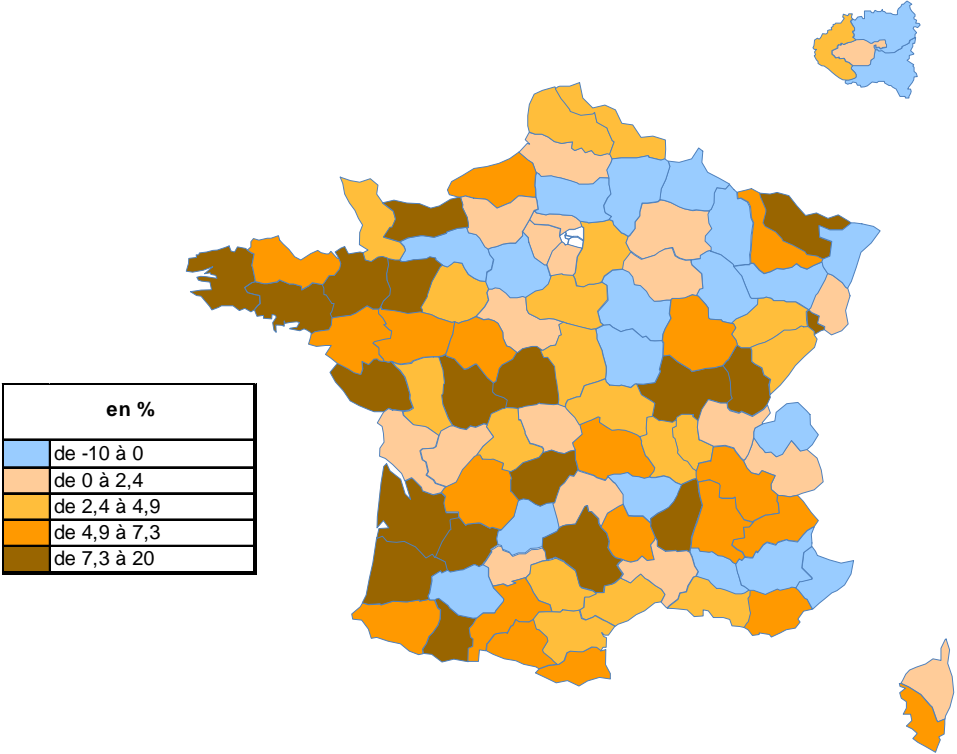 en %
de -10 à 0
de 0 à 2,4
de 2,4 à 4,9
de 4,9 à 7,3
de 7,3 à 20